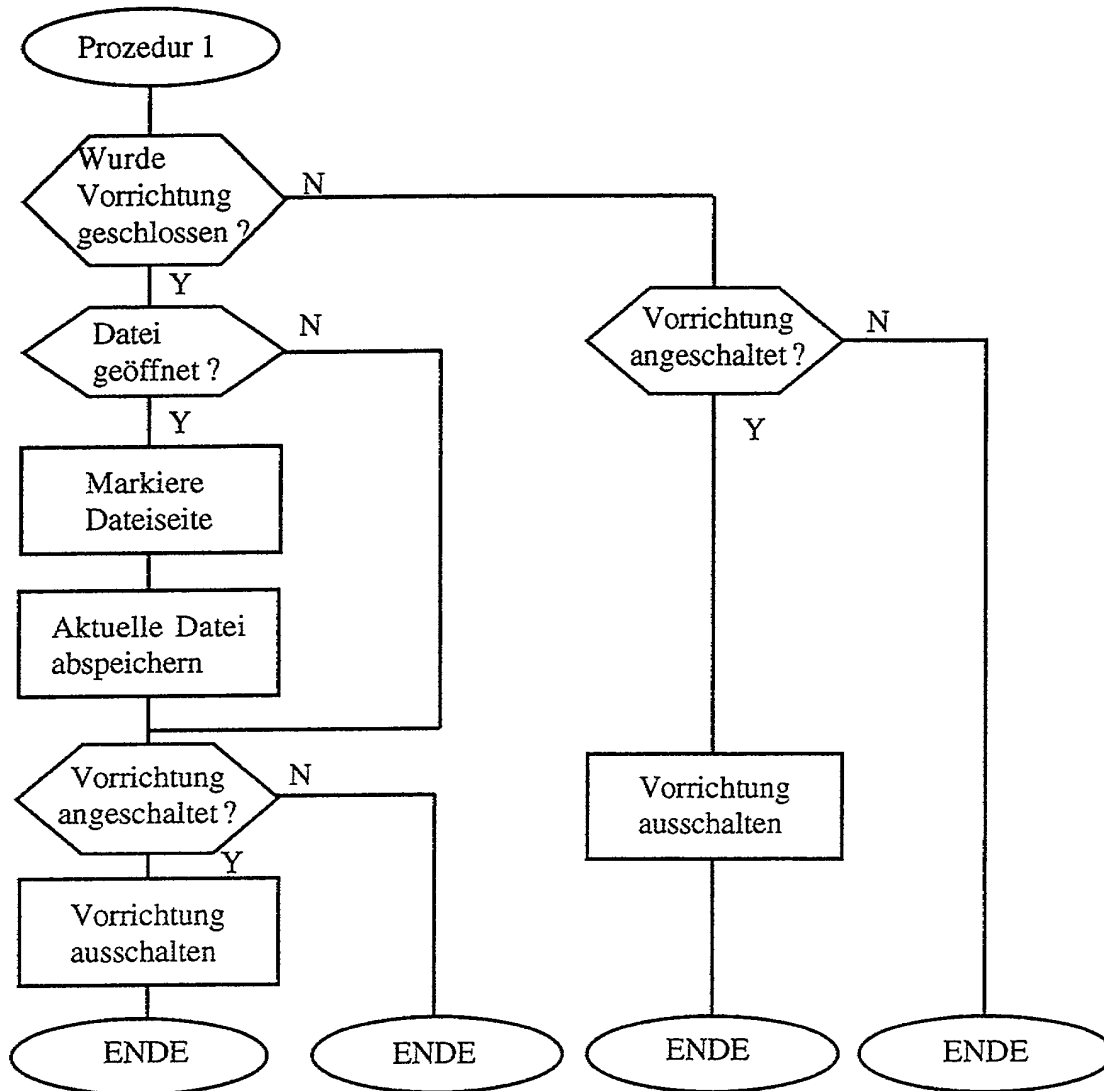 Prozedur 1
Wurde
Vorrichtung
geschlossen ?
N
Y
Datei
geöffnet ?
N
Y
Markiere
Dateiseite
Aktuelle Datei
abspeichern
Vorrichtung
angeschaltet ?
N
Y
Vorrichtung
ausschalten
ENDE
ENDE
Vorrichtung
angeschaltet ?
N
Y
Vorrichtung
ausschalten
ENDE
ENDE